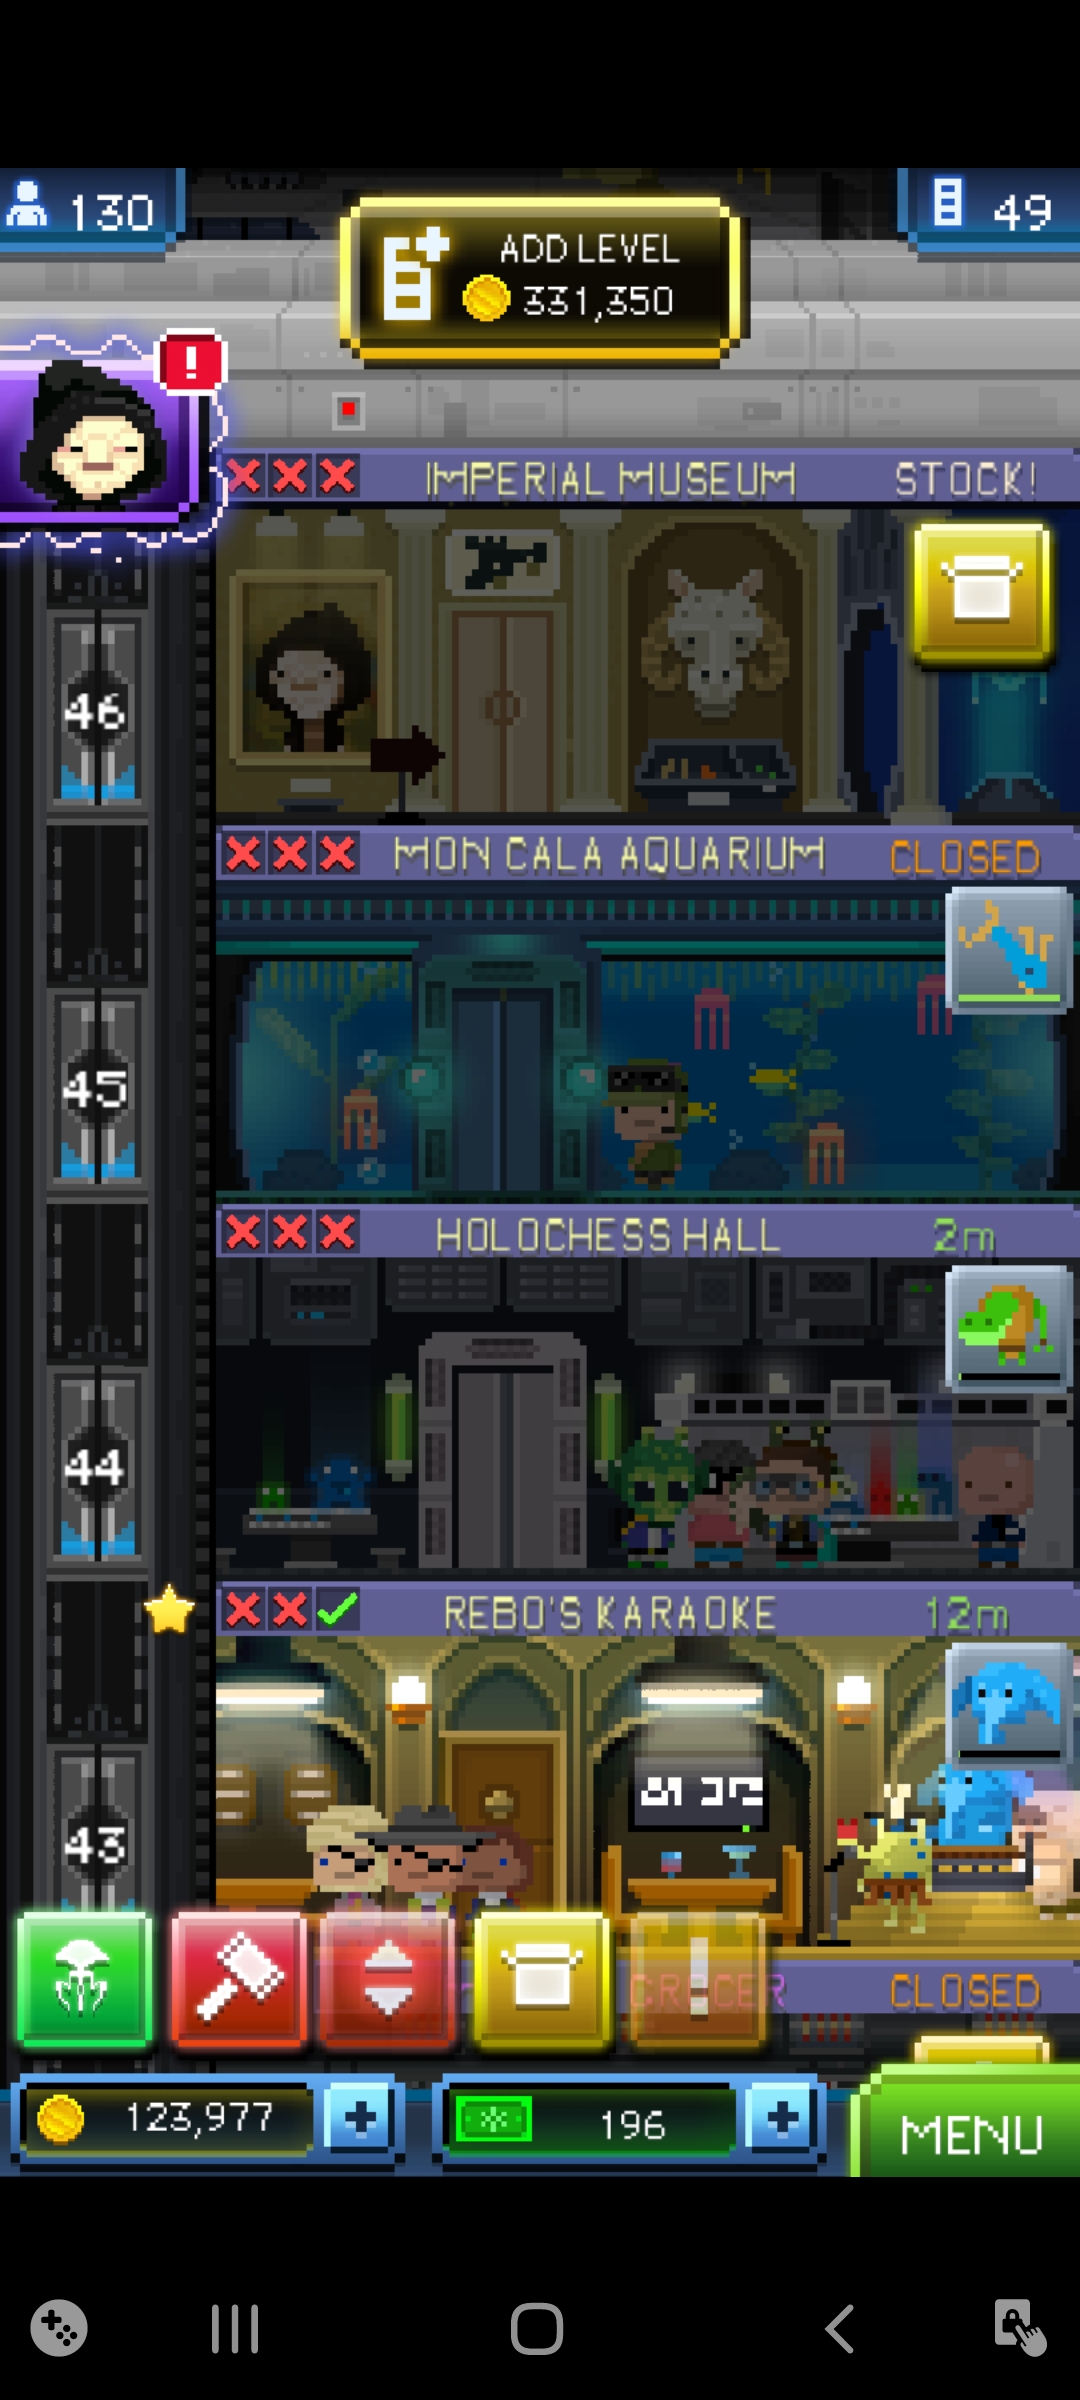 130
ADD LEVEL
331,350
49
!
IMPERIAL MUSEUM STOCK!
46
MON CALA AQUARIUM CLOSED
45
HOLOCHESS HALL 2m
44
REBO'S KARAOKE 12m
43
GROCER CLOSED
123,977
196
MENU